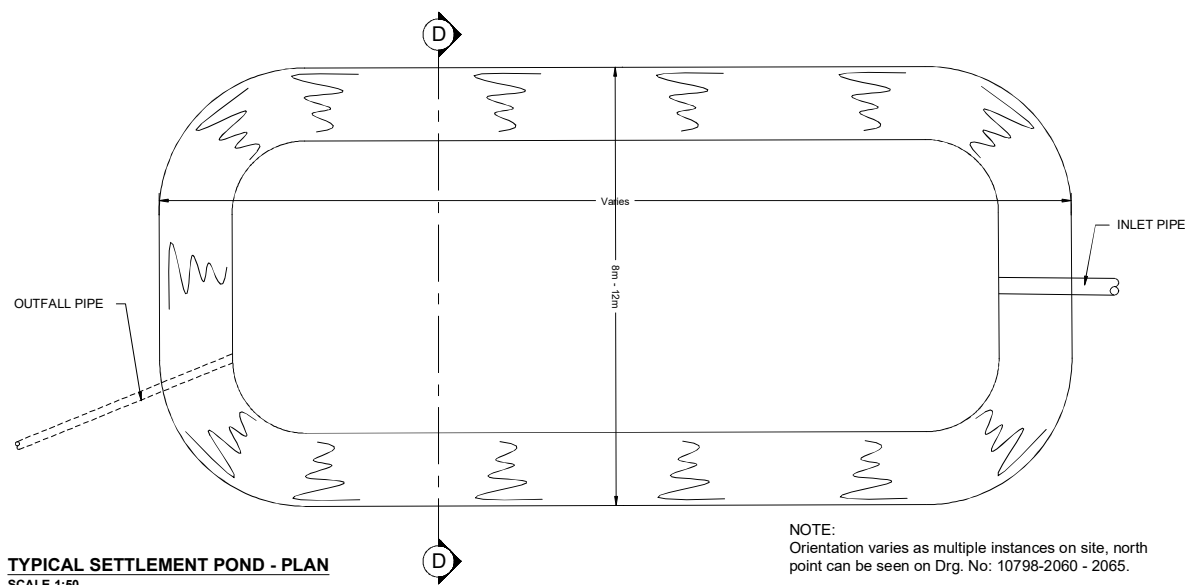 D
Varies
INLET PIPE
8m - 12m
OUTFALL PIPE
D
NOTE:
Orientation varies as multiple instances on site, north
point can be seen on Drg. No: 10798-2060 - 2065.
TYPICAL SETTLEMENT POND - PLAN
SCALE 1:50